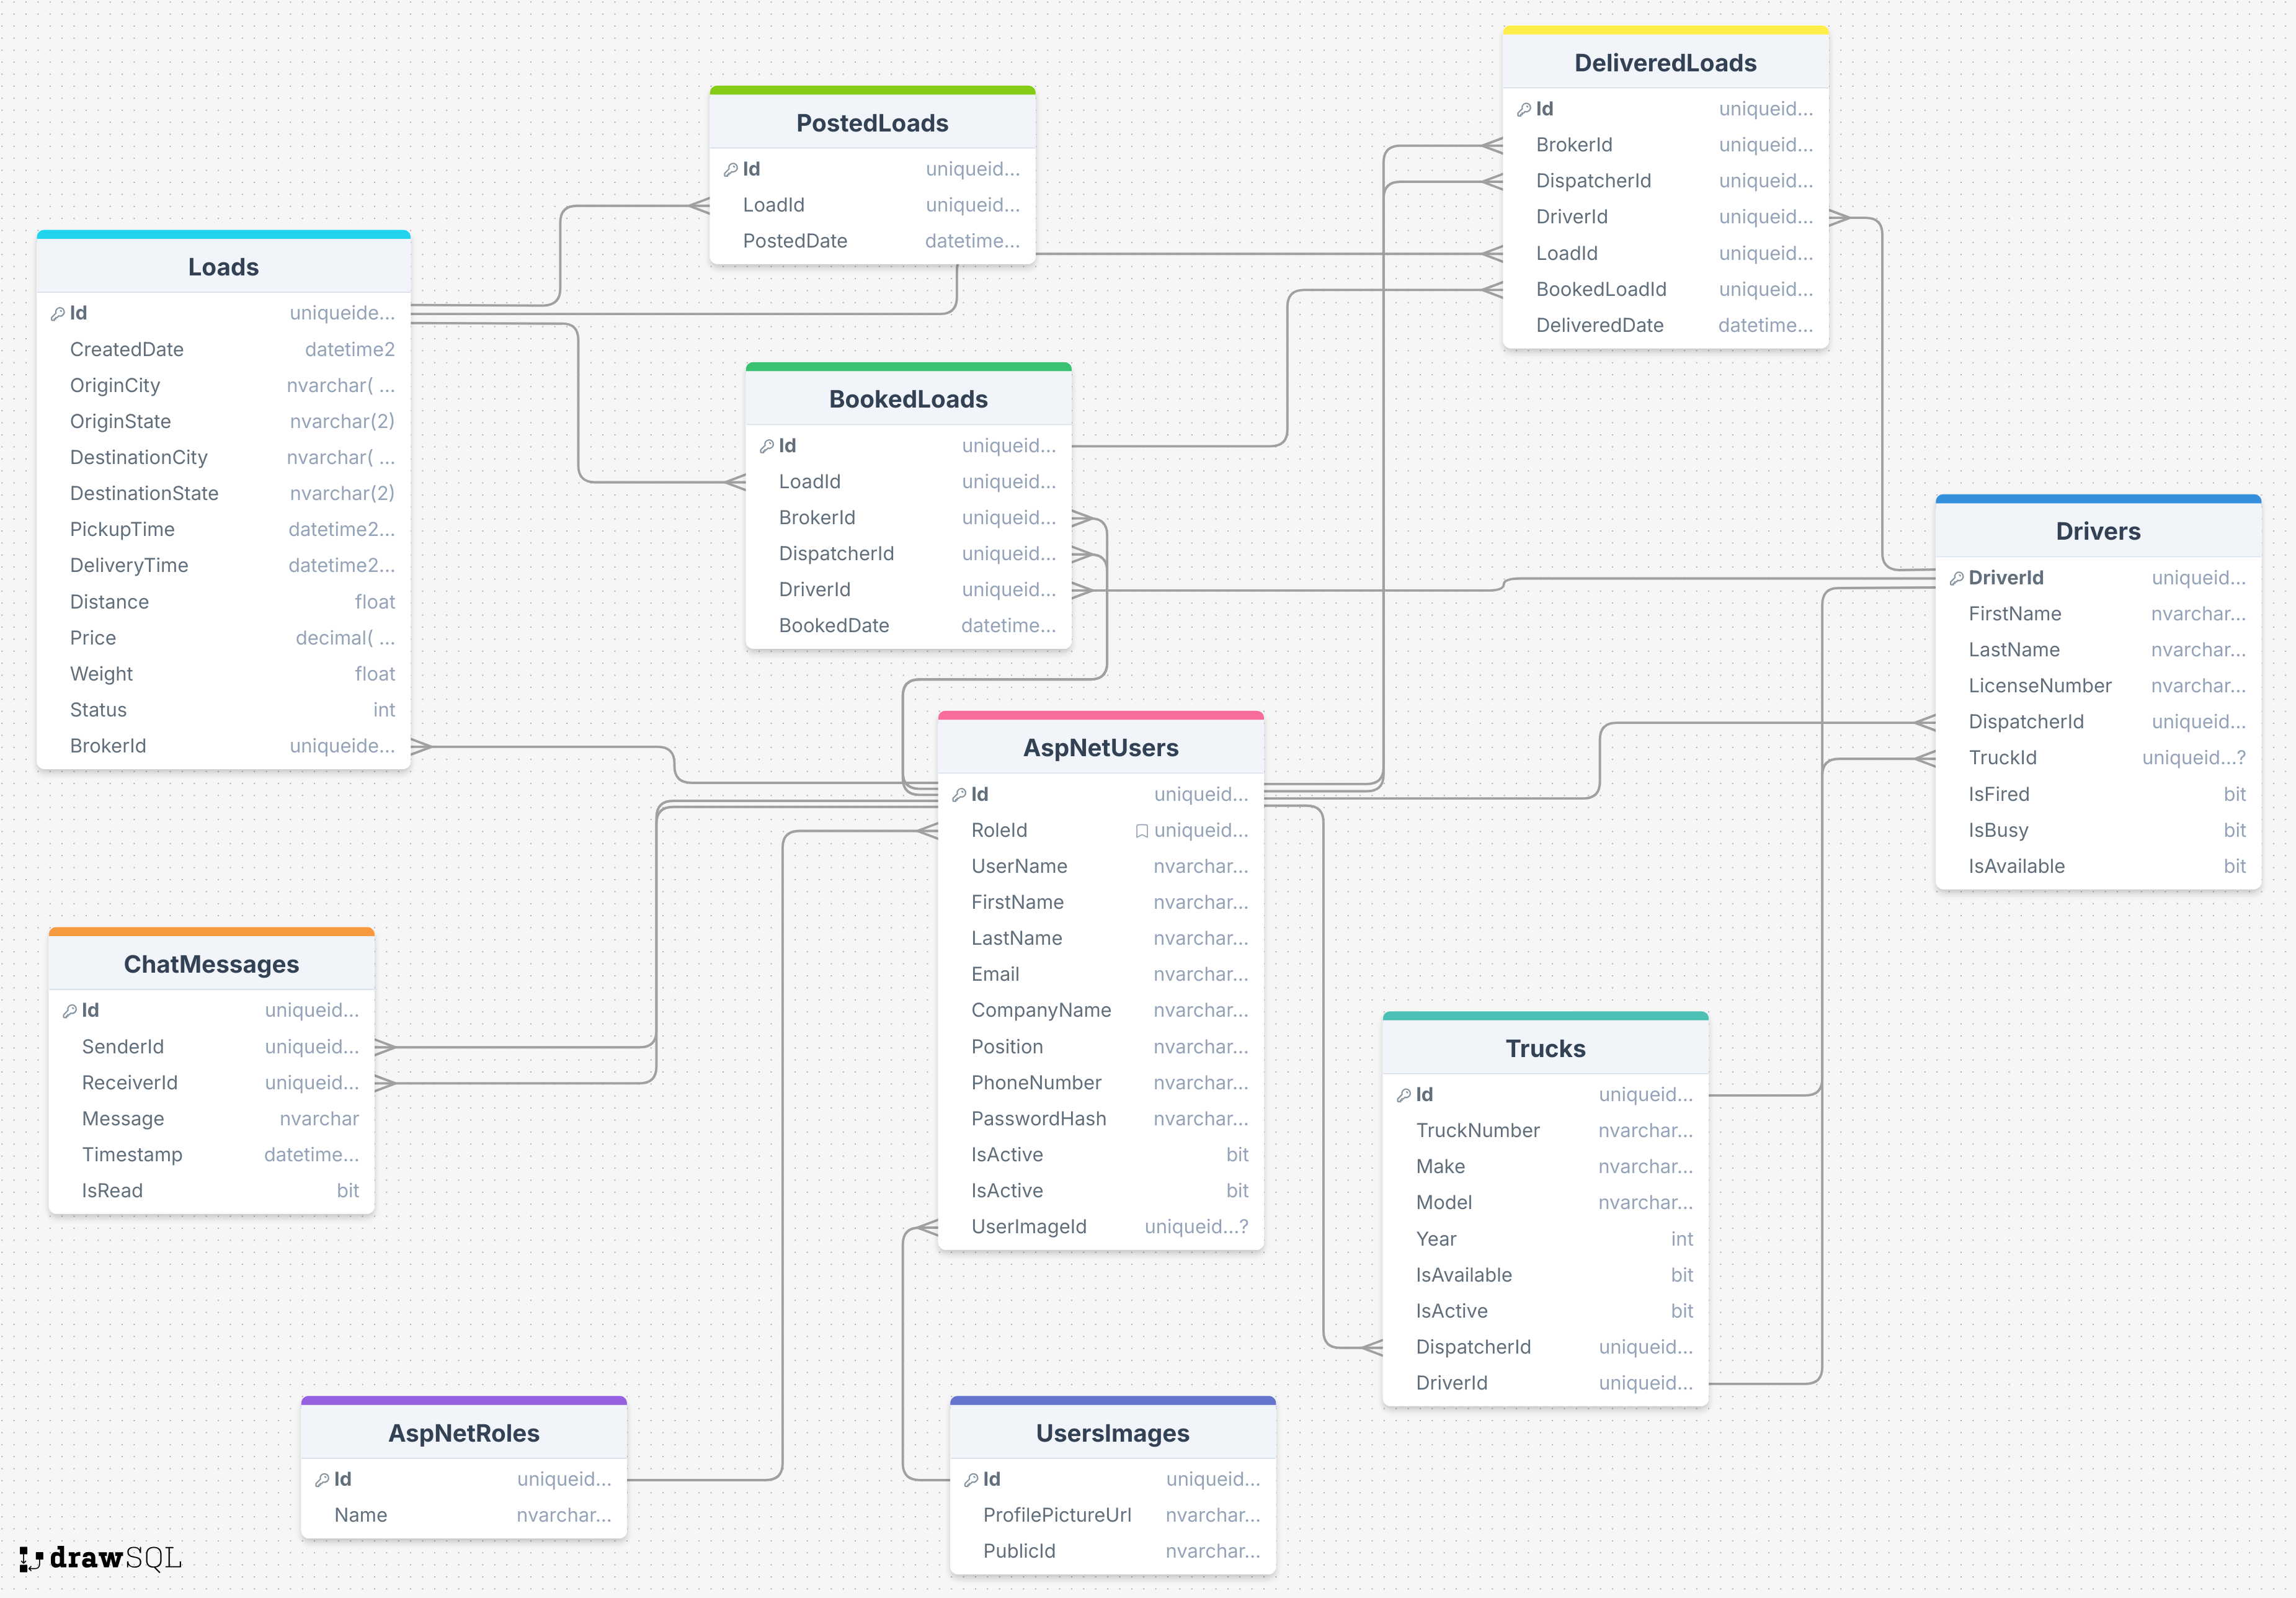 DeliveredLoads
Id uniqueid...
BrokerId uniqueid...
DispatcherId uniqueid...
DriverId uniqueid...
LoadId uniqueid...
BookedLoadId uniqueid...
DeliveredDate datetime...
PostedLoads
Id uniqueid...
LoadId uniqueid...
PostedDate datetime...
Loads
Id uniqueide...
CreatedDate datetime2
OriginCity nvarchar( ...
OriginState nvarchar(2)
DestinationCity nvarchar( ...
DestinationState nvarchar(2)
PickupTime datetime2...
DeliveryTime datetime2...
Distance float
Price decimal( ...
Weight float
Status int
BrokerId uniqueide...
BookedLoads
Id uniqueid...
LoadId uniqueid...
BrokerId uniqueid...
DispatcherId uniqueid...
DriverId uniqueid...
BookedDate datetime...
Drivers
DriverId uniqueid...
FirstName nvarchar...
LastName nvarchar...
LicenseNumber nvarchar...
DispatcherId uniqueid...
TruckId uniqueid...?
IsFired bit
IsBusy bit
IsAvailable bit
AspNetUsers
Id uniqueid...
RoleId uniqueid...
UserName nvarchar...
FirstName nvarchar...
LastName nvarchar...
Email nvarchar...
CompanyName nvarchar...
Position nvarchar...
PhoneNumber nvarchar...
PasswordHash nvarchar...
IsActive bit
IsActive bit
UserImageId uniqueid...?
ChatMessages
Id uniqueid...
SenderId uniqueid...
ReceiverId uniqueid...
Message nvarchar
Timestamp datetime...
IsRead bit
Trucks
Id uniqueid...
TruckNumber nvarchar...
Make nvarchar...
Model nvarchar...
Year int
IsAvailable bit
IsActive bit
DispatcherId uniqueid...
DriverId uniqueid...
AspNetRoles
Id uniqueid...
Name nvarchar...
UsersImages
Id uniqueid...
ProfilePictureUrl nvarchar...
PublicId nvarchar...
drawSQL